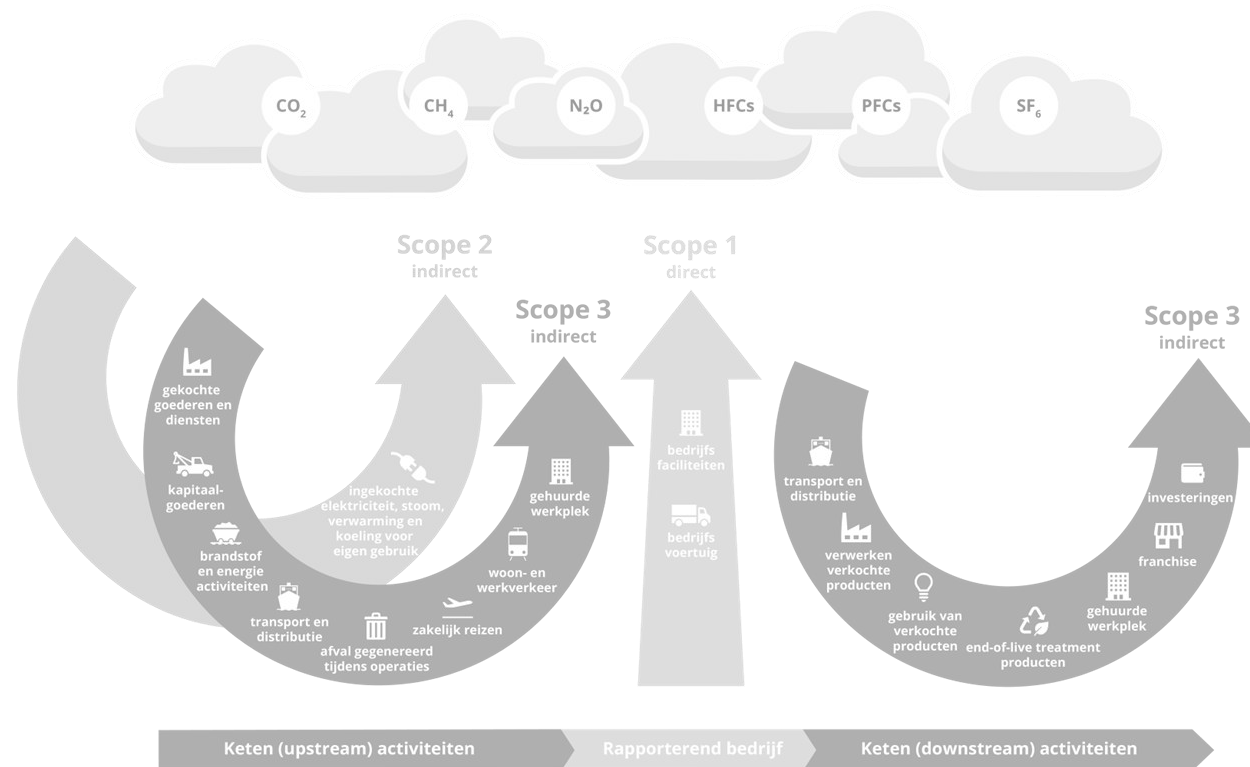 CO₂
CH₄
N₂O
HFCs
PFCs
SF₆
Scope 2
indirect
Scope 1
direct
Scope 3
indirect
Scope 3
indirect
gekochte
goederen en
diensten
kapitaal-
goederen
brandstof
en energie
activiteiten
transport en
distributie
afval gegenereerd
tijdens operaties
zakelijk reizen
woon- en
werkverkeer
gehuurde
werkplek
ingekochte
elektriciteit, stoom,
verwarming en
koeling voor
eigen gebruik
bedrijfs
faciliteiten
bedrijfs
voertuig
transport en
distributie
verwerken
verkochte
producten
gebruik van
verkochte
producten
end-of-live treatment
producten
gehuurde
werkplek
franchise
investeringen
Keten (upstream) activiteiten
Rapporterend bedrijf
Keten (downstream) activiteiten